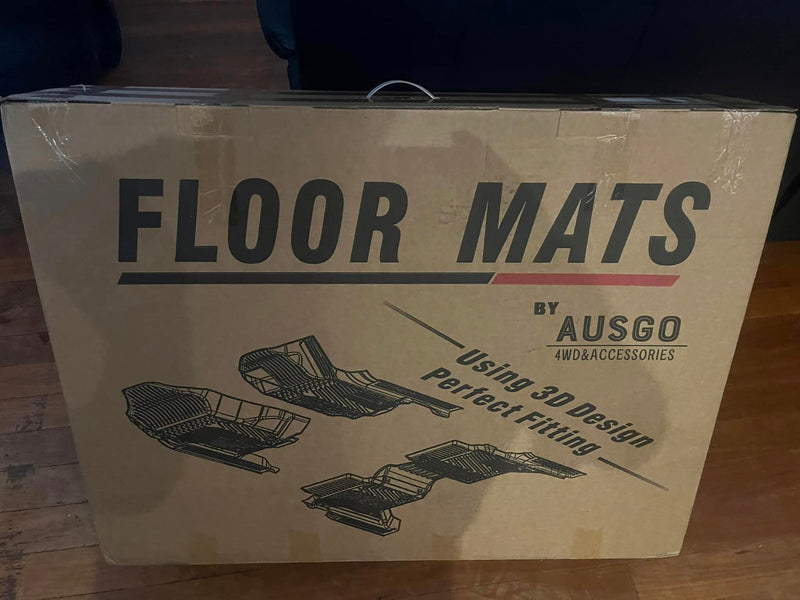 FLOOR MATS
BY
AUSGO
4WD&ACCESSORIES
Using 3D Design
Perfect Fitting